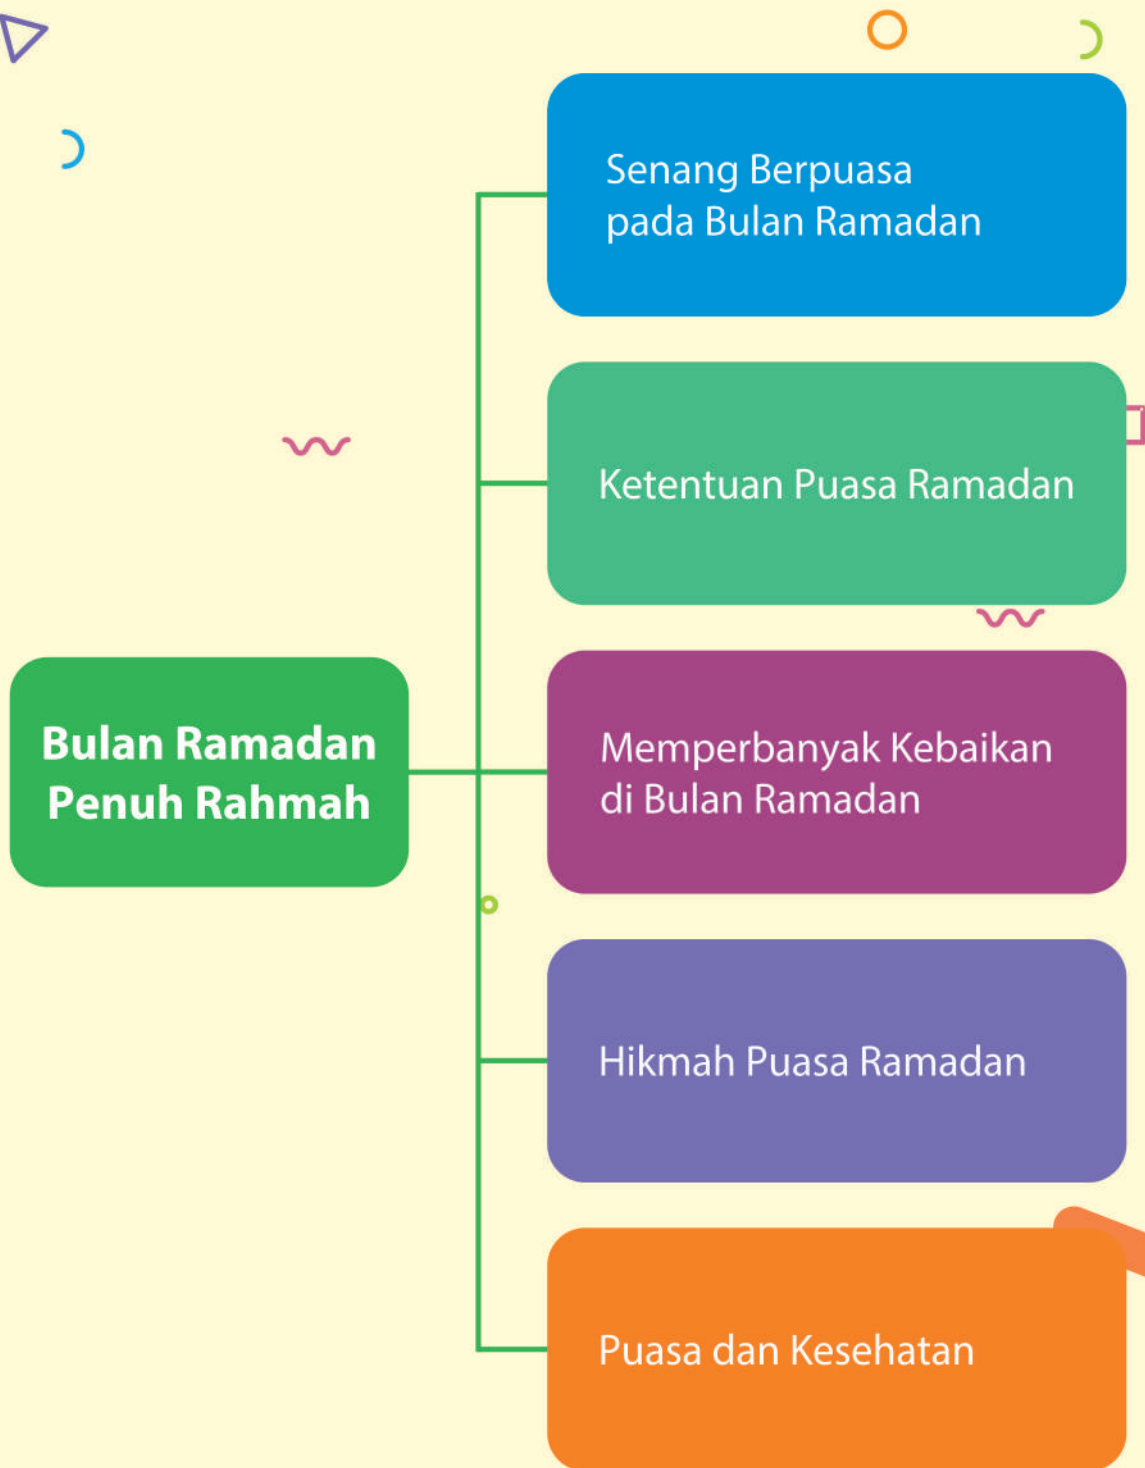 Bulan Ramadan
Penuh Rahmah
Senang Berpuasa
pada Bulan Ramadan
Ketentuan Puasa Ramadan
Memperbanyak Kebaikan
di Bulan Ramadan
Hikmah Puasa Ramadan
Puasa dan Kesehatan